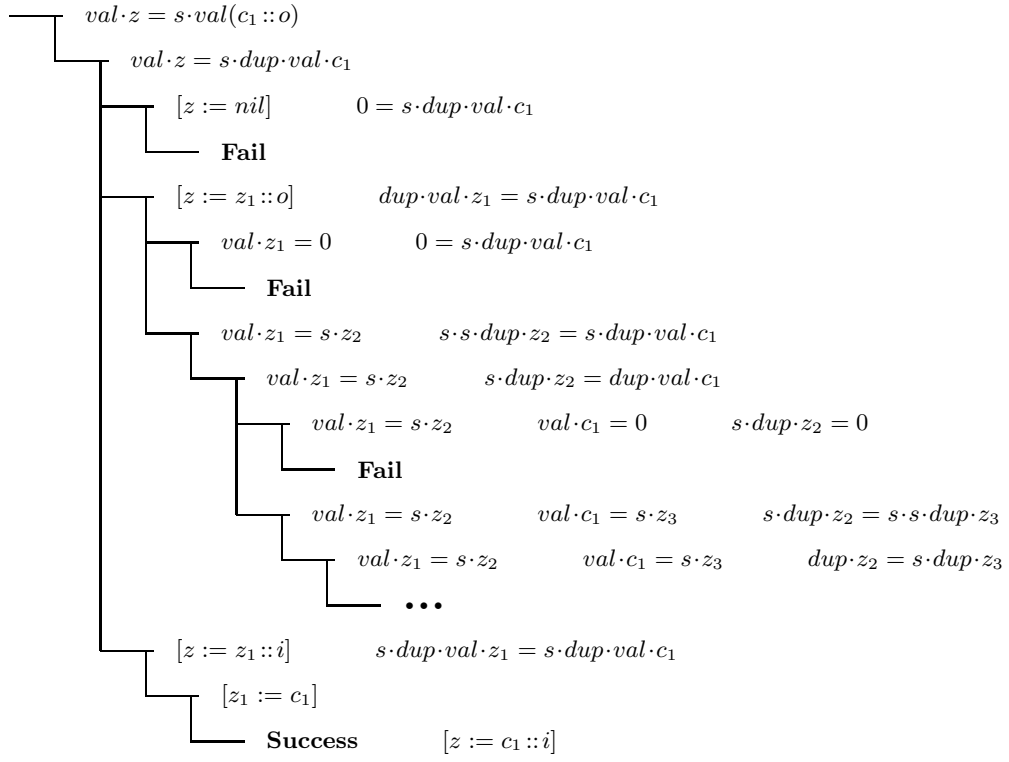 val·z = s·val(c₁::o)
val·z = s·dup·val·c₁
[z := nil] 0 = s·dup·val·c₁
Fail
[z := z₁::o] dup·val·z₁ = s·dup·val·c₁
val·z₁ = 0 0 = s·dup·val·c₁
Fail
val·z₁ = s·z₂ s·s·dup·z₂ = s·dup·val·c₁
val·z₁ = s·z₂ s·dup·z₂ = dup·val·c₁
val·z₁ = s·z₂ val·c₁ = 0 s·dup·z₂ = 0
Fail
val·z₁ = s·z₂ val·c₁ = s·z₃ s·dup·z₂ = s·s·dup·z₃
val·z₁ = s·z₂ val·c₁ = s·z₃ dup·z₂ = s·dup·z₃
•••
[z := z₁::i] s·dup·val·z₁ = s·dup·val·c₁
[z₁ := c₁]
Success [z := c₁::i]